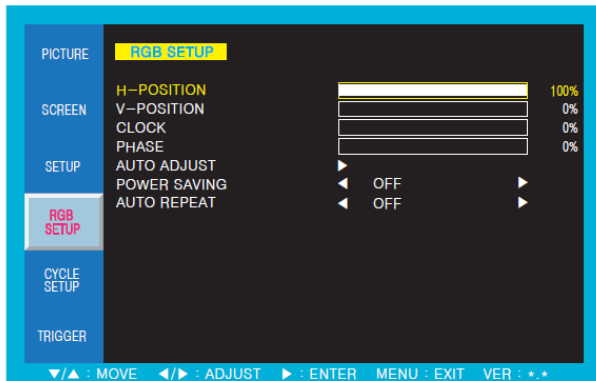 PICTURE
SCREEN
SETUP
RGB
SETUP
CYCLE
SETUP
TRIGGER
RGB SETUP
H-POSITION 100%
V-POSITION 0%
CLOCK 0%
PHASE 0%
AUTO ADJUST ▶
POWER SAVING ◀ OFF ▶
AUTO REPEAT ◀ OFF ▶
▼/▲ : MOVE ◀/▶ : ADJUST ▶ : ENTER MENU : EXIT VER : *.*